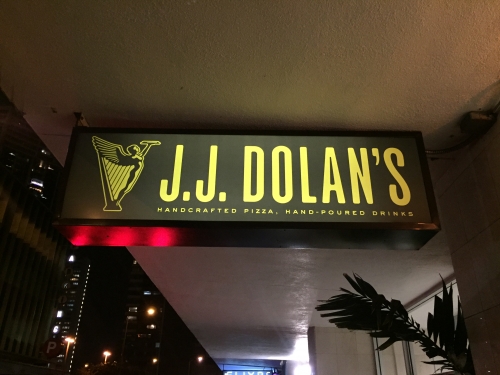 J.J. DOLAN'S
HANDCRAFTED PIZZA, HAND-POURED DRINKS